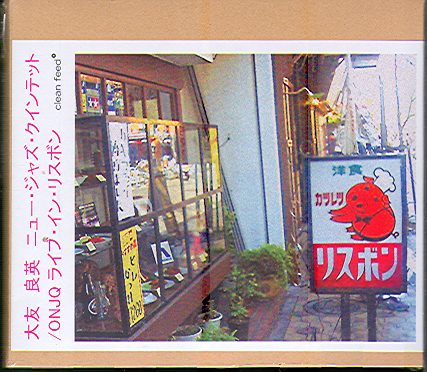 大友 良英 ニュー・ジャズ・クインテット
/ONJQ ライブ・イン・リスボン
clean feed
洋食
カツレツ
リスボン